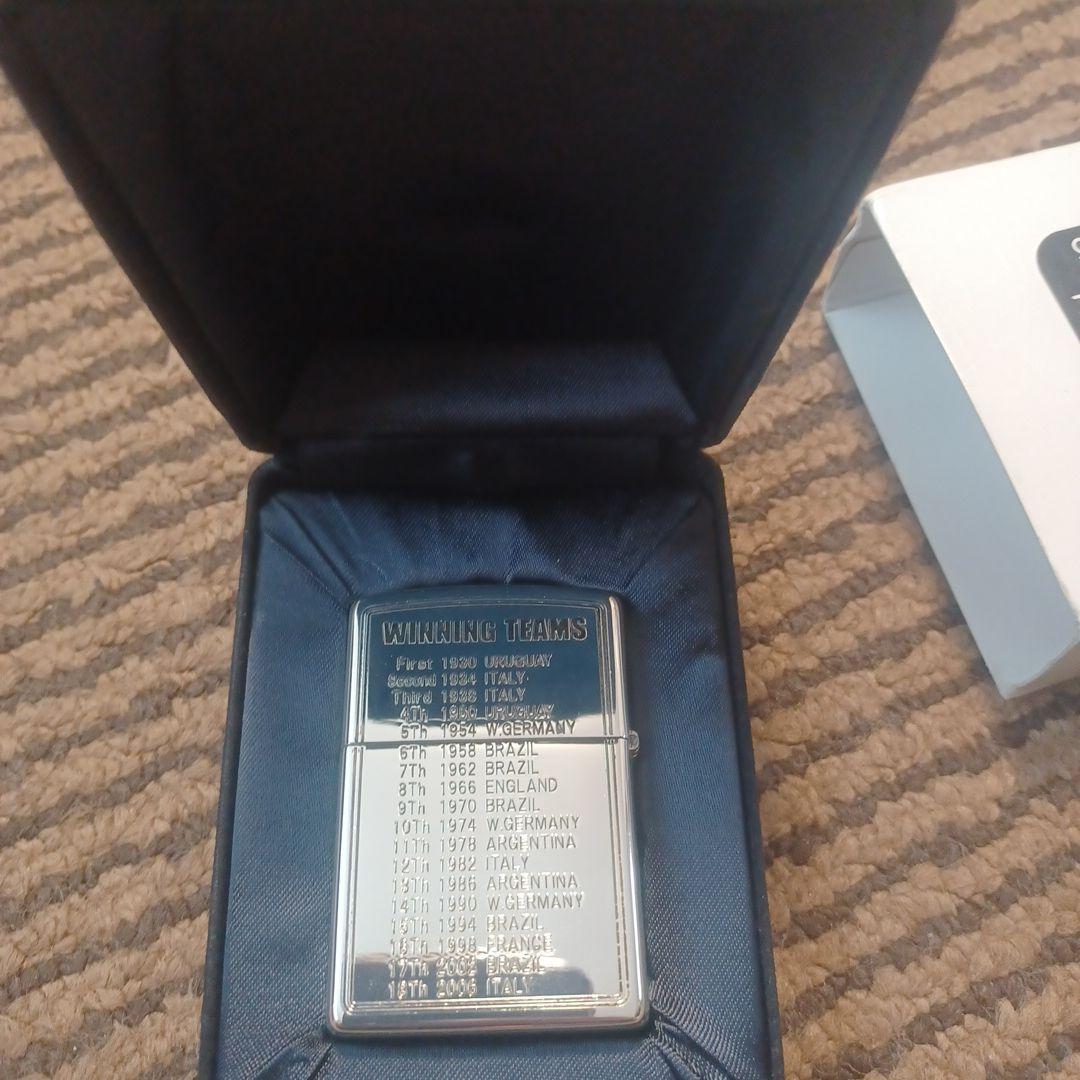 WINNING TEAMS
First 1930 URUGUAY
Second 1934 ITALY
Third 1938 ITALY
4Th 1950 URUGUAY
5Th 1954 W.GERMANY
6Th 1958 BRAZIL
7Th 1962 BRAZIL
8Th 1966 ENGLAND
9Th 1970 BRAZIL
10Th 1974 W.GERMANY
11Th 1978 ARGENTINA
12Th 1982 ITALY
13Th 1986 ARGENTINA
14Th 1990 W.GERMANY
15Th 1994 BRAZIL
16Th 1998 FRANCE
17Th 2002 BRAZIL
18Th 2006 ITALY